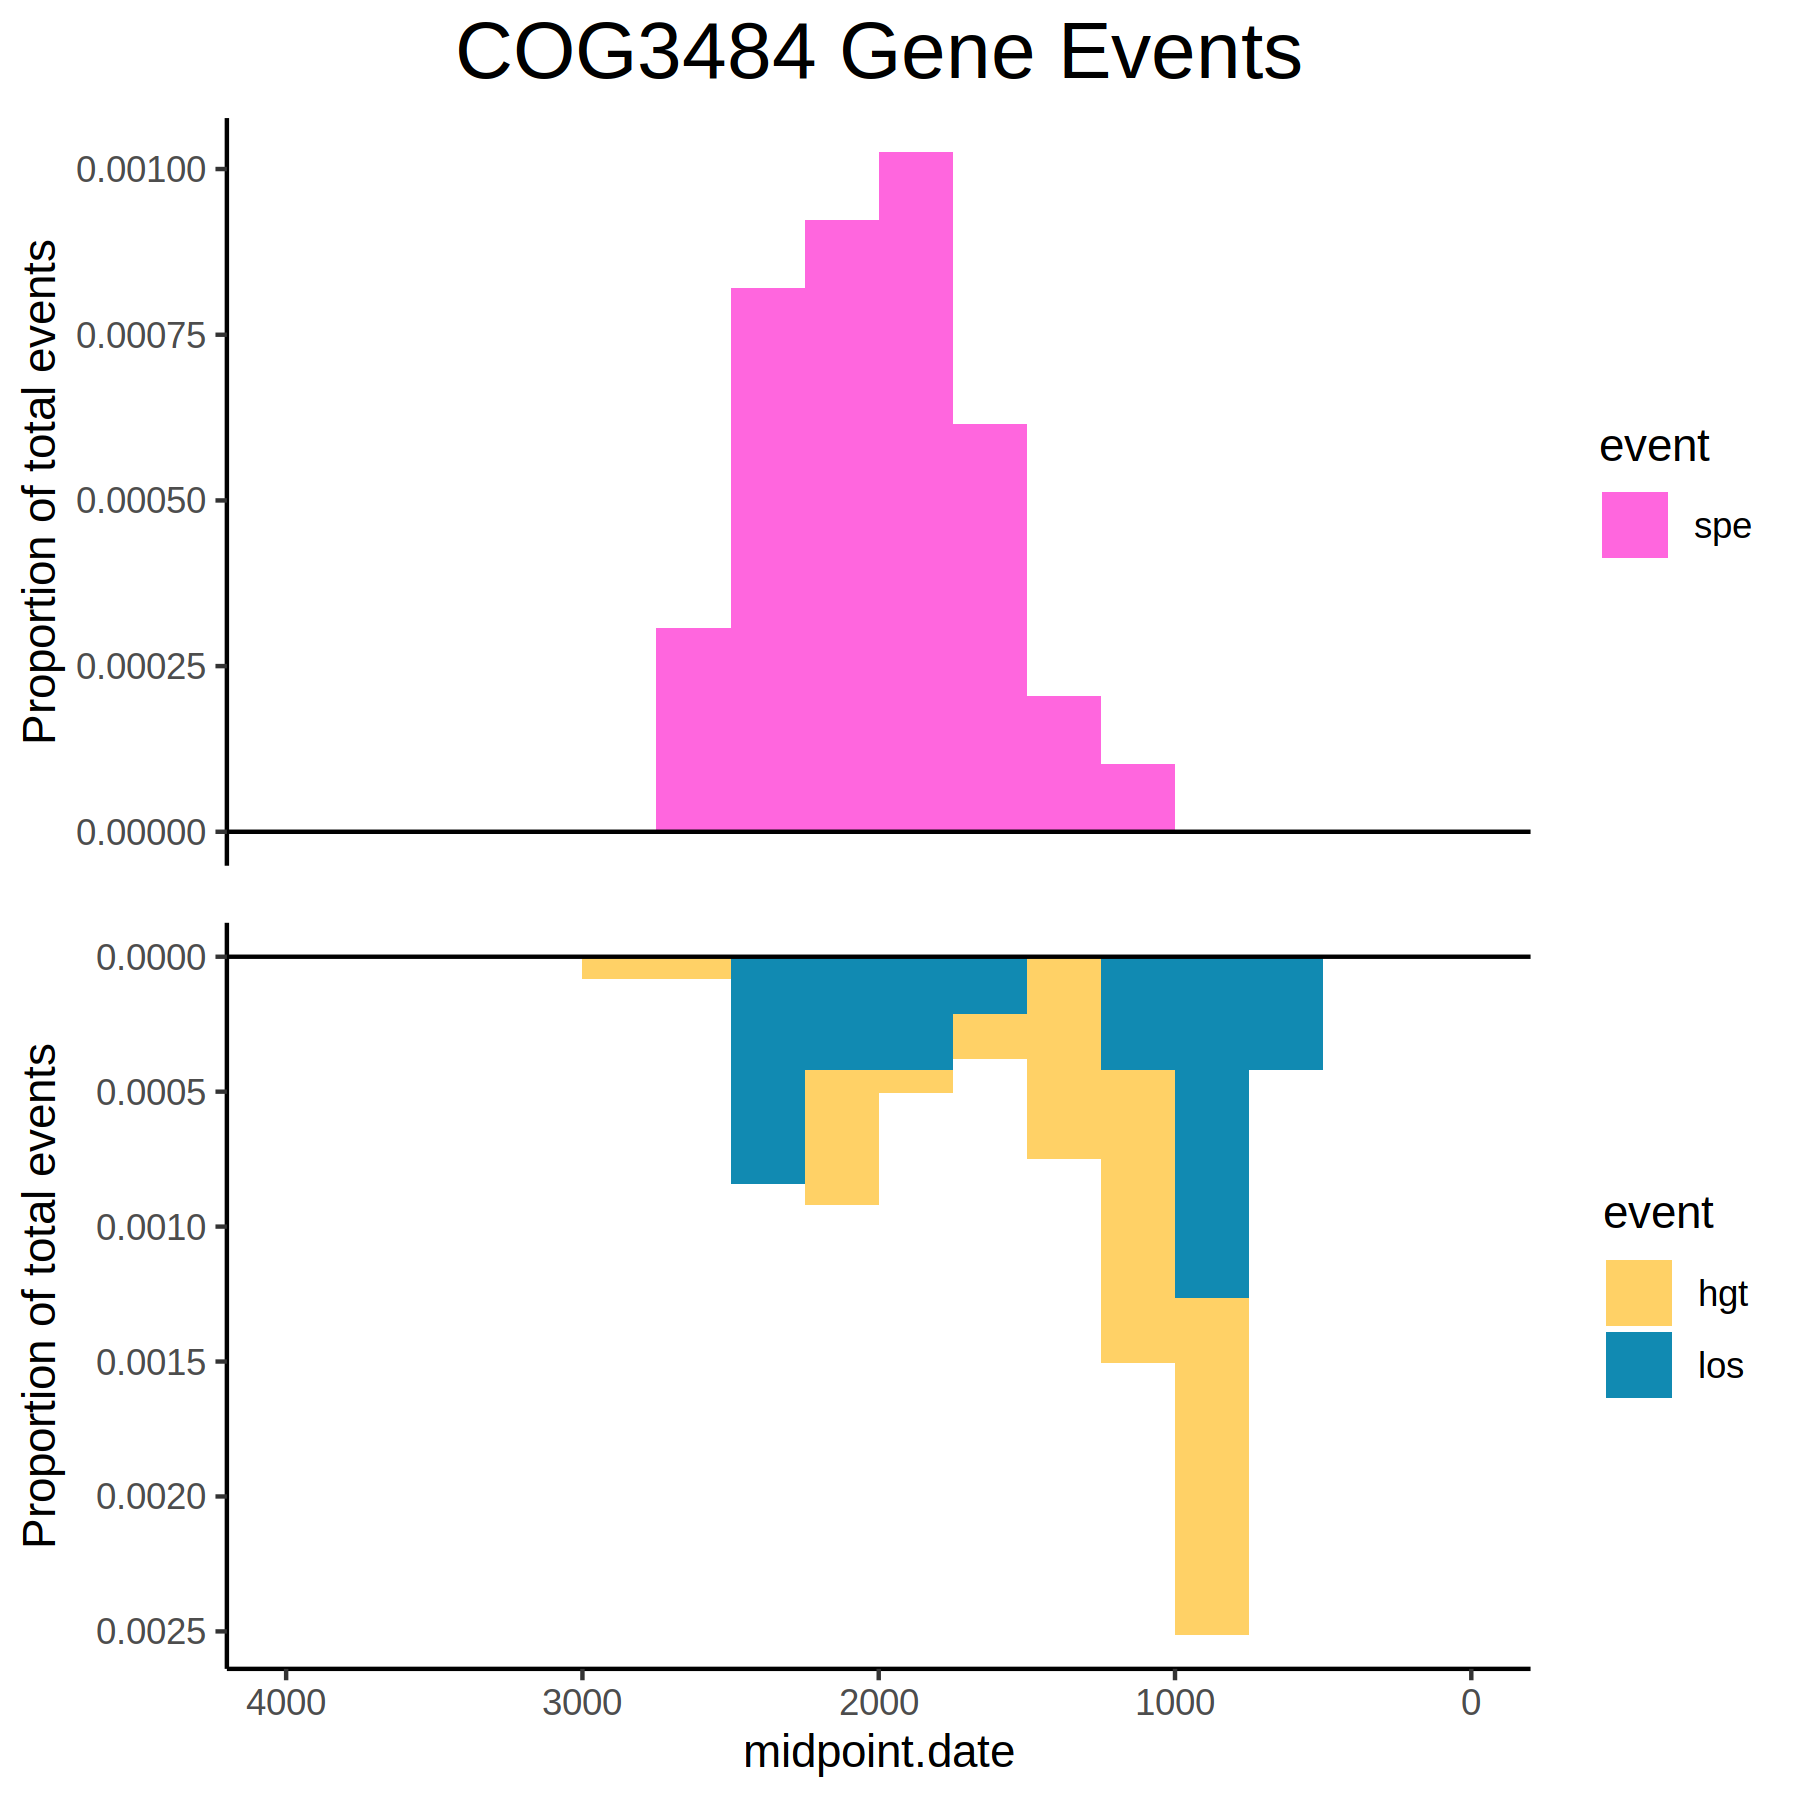 COG3484 Gene Events
Proportion of total events
0.00100
0.00075
0.00050
0.00025
0.00000
event
spe
Proportion of total events
0.0000
0.0005
0.0010
0.0015
0.0020
0.0025
event
hgt
los
4000 3000 2000 1000 0
midpoint.date